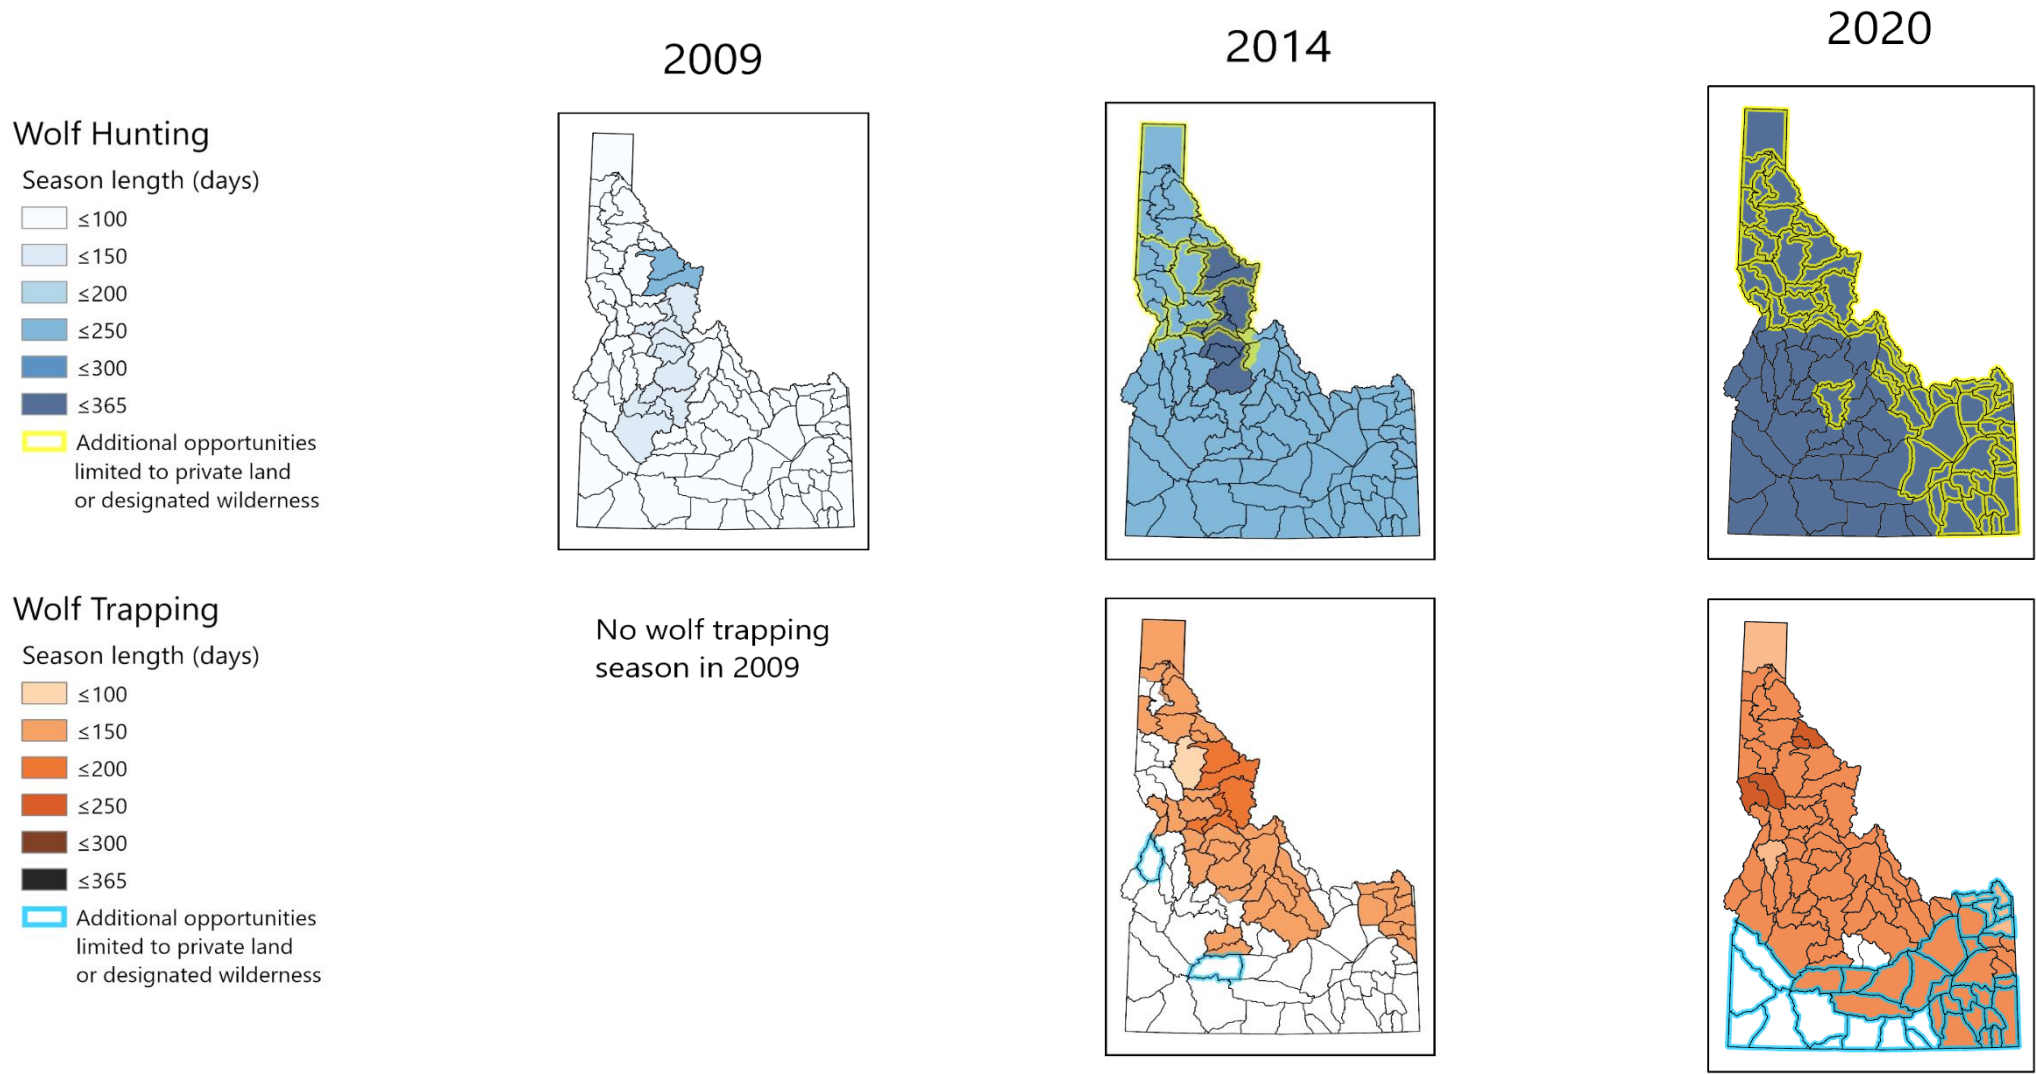 2009
2014
2020
Wolf Hunting
Season length (days)
≤100
≤150
≤200
≤250
≤300
≤365
Additional opportunities
limited to private land
or designated wilderness
Wolf Trapping
Season length (days)
≤100
≤150
≤200
≤250
≤300
≤365
Additional opportunities
limited to private land
or designated wilderness
No wolf trapping
season in 2009